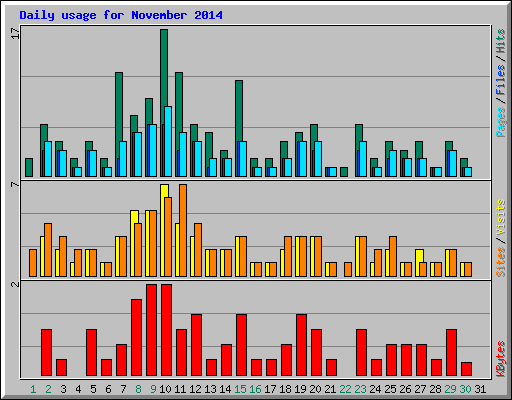 Daily usage for November 2014
17
Pages / Files / Hits
7
Sites / Visits
2
KBytes
1 2 3 4 5 6 7 8 9 10 11 12 13 14 15 16 17 18 19 20 21 22 23 24 25 26 27 28 29 30 31